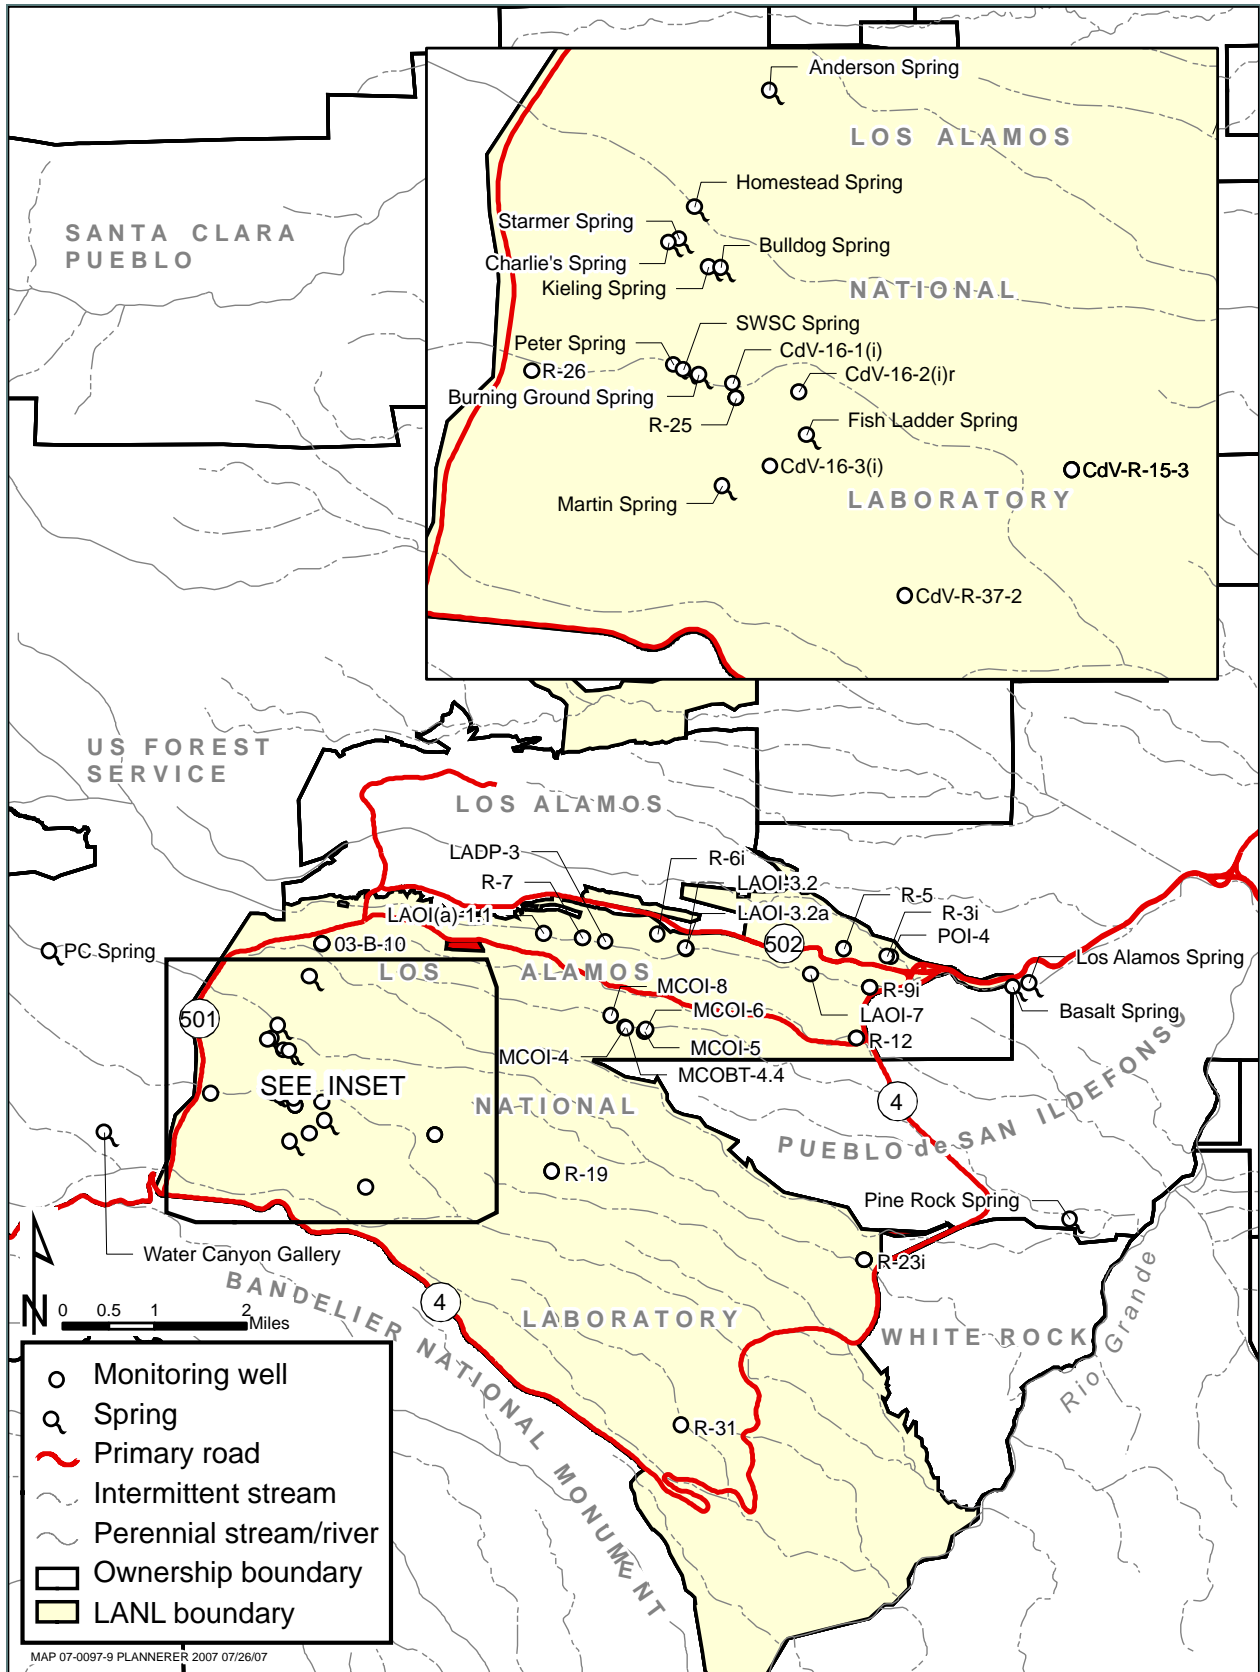 Anderson Spring
LOS ALAMOS
Homestead Spring
SANTA CLARA
PUEBLO
Starmer Spring
Bulldog Spring
Charlie's Spring
Kieling Spring
NATIONAL
SWSC Spring
Peter Spring
CdV-16-1(i)
R-26
CdV-16-2(i)r
Burning Ground Spring
R-25
Fish Ladder Spring
CdV-16-3(i)
CdV-R-15-3
Martin Spring
LABORATORY
CdV-R-37-2
US FOREST
SERVICE
LOS ALAMOS
LADP-3
R-6i
R-7
LAOI-3.2
R-5
LAOI(a)-1.1
LAOI-3.2a
R-3i
03-B-10
502
POI-4
PC Spring
Los Alamos Spring
LOS ALAMOS
MCOI-8
R-9i
501
MCOI-6
LAOI-7
Basalt Spring
MCOI-4
MCOI-5
R-12
MCOBT-4.4
SEE INSET
NATIONAL
4
PUEBLO de SAN ILDEFONSO
R-19
Pine Rock Spring
Water Canyon Gallery
R-23i
BANDELIER NATIONAL MONUMENT
N
0 0.5 1 2
Miles
4
LABORATORY
WHITE ROCK
Rio Grande
R-31
Monitoring well
Spring
Primary road
Intermittent stream
Perennial stream/river
Ownership boundary
LANL boundary
MAP 07-0097-9 PLANNERER 2007 07/26/07